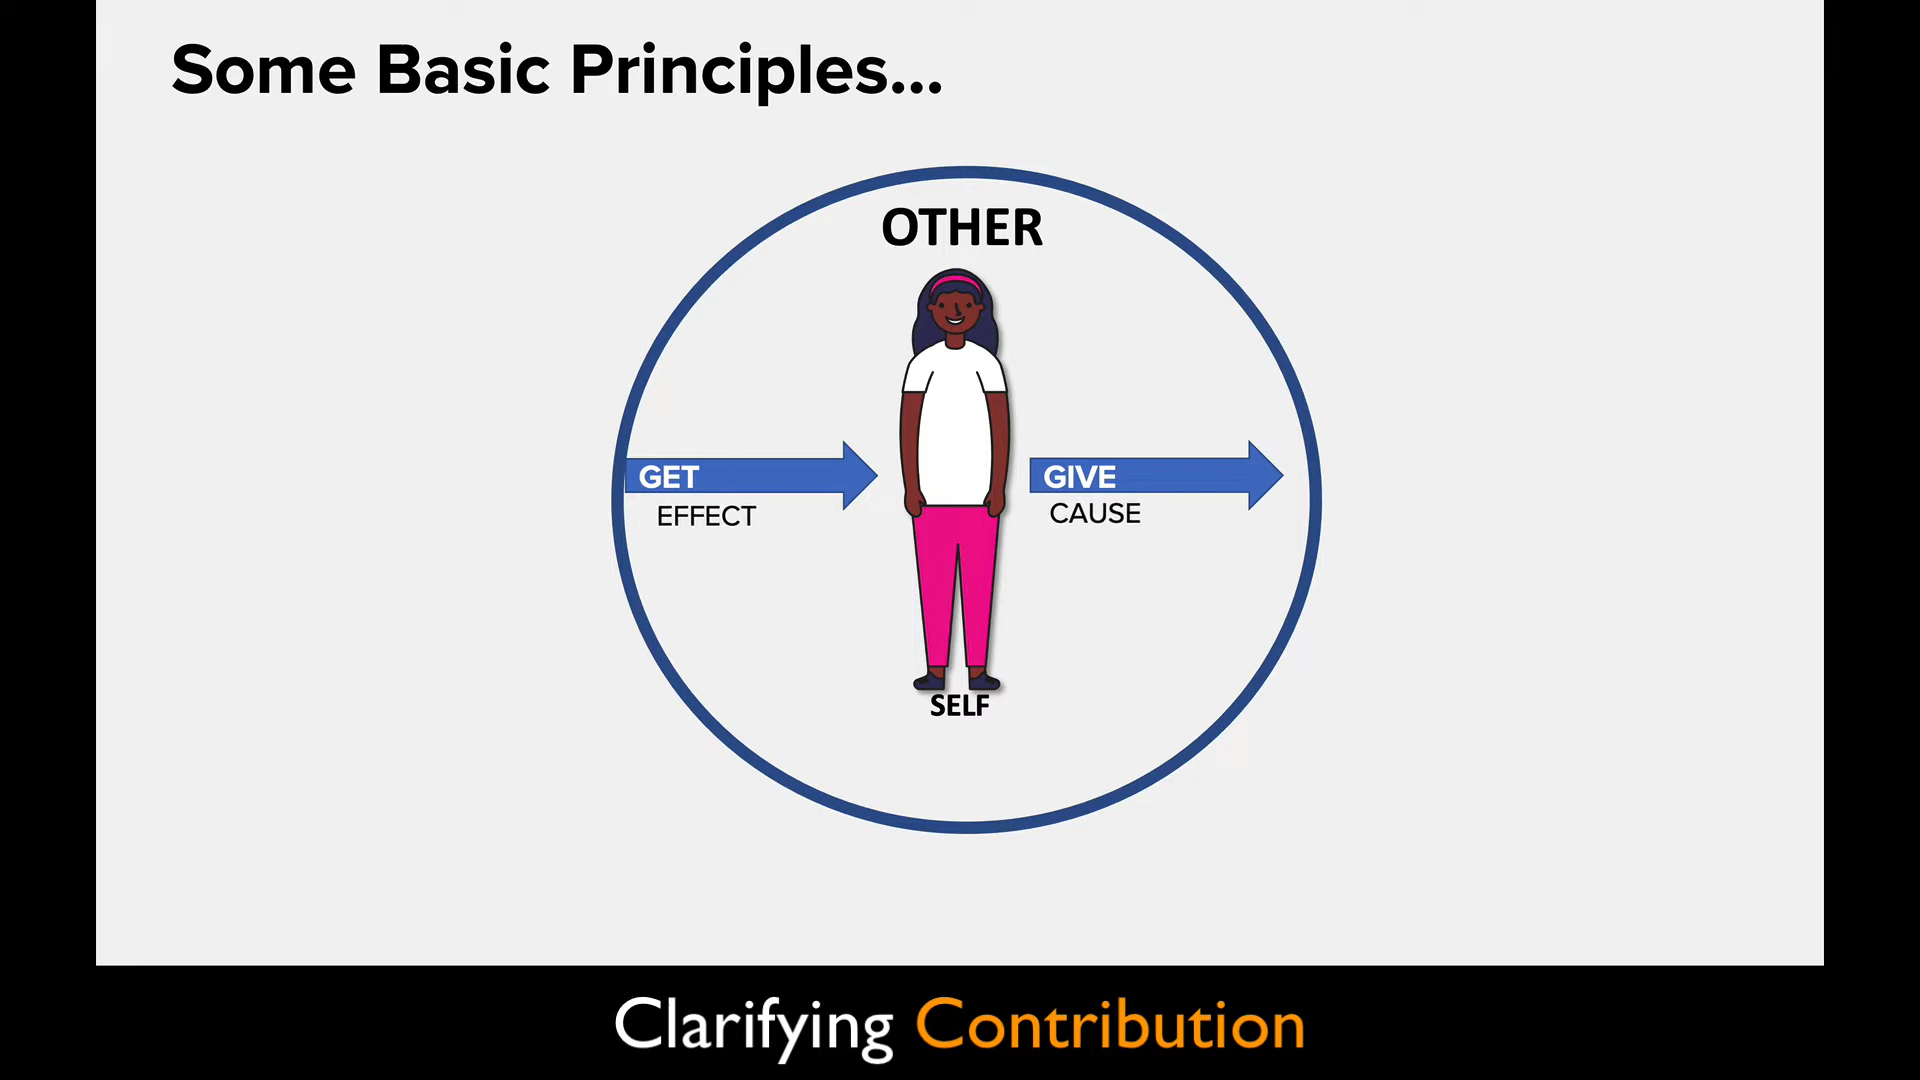 Some Basic Principles...
OTHER
GET
GIVE
EFFECT
CAUSE
SELF
Clarifying Contribution